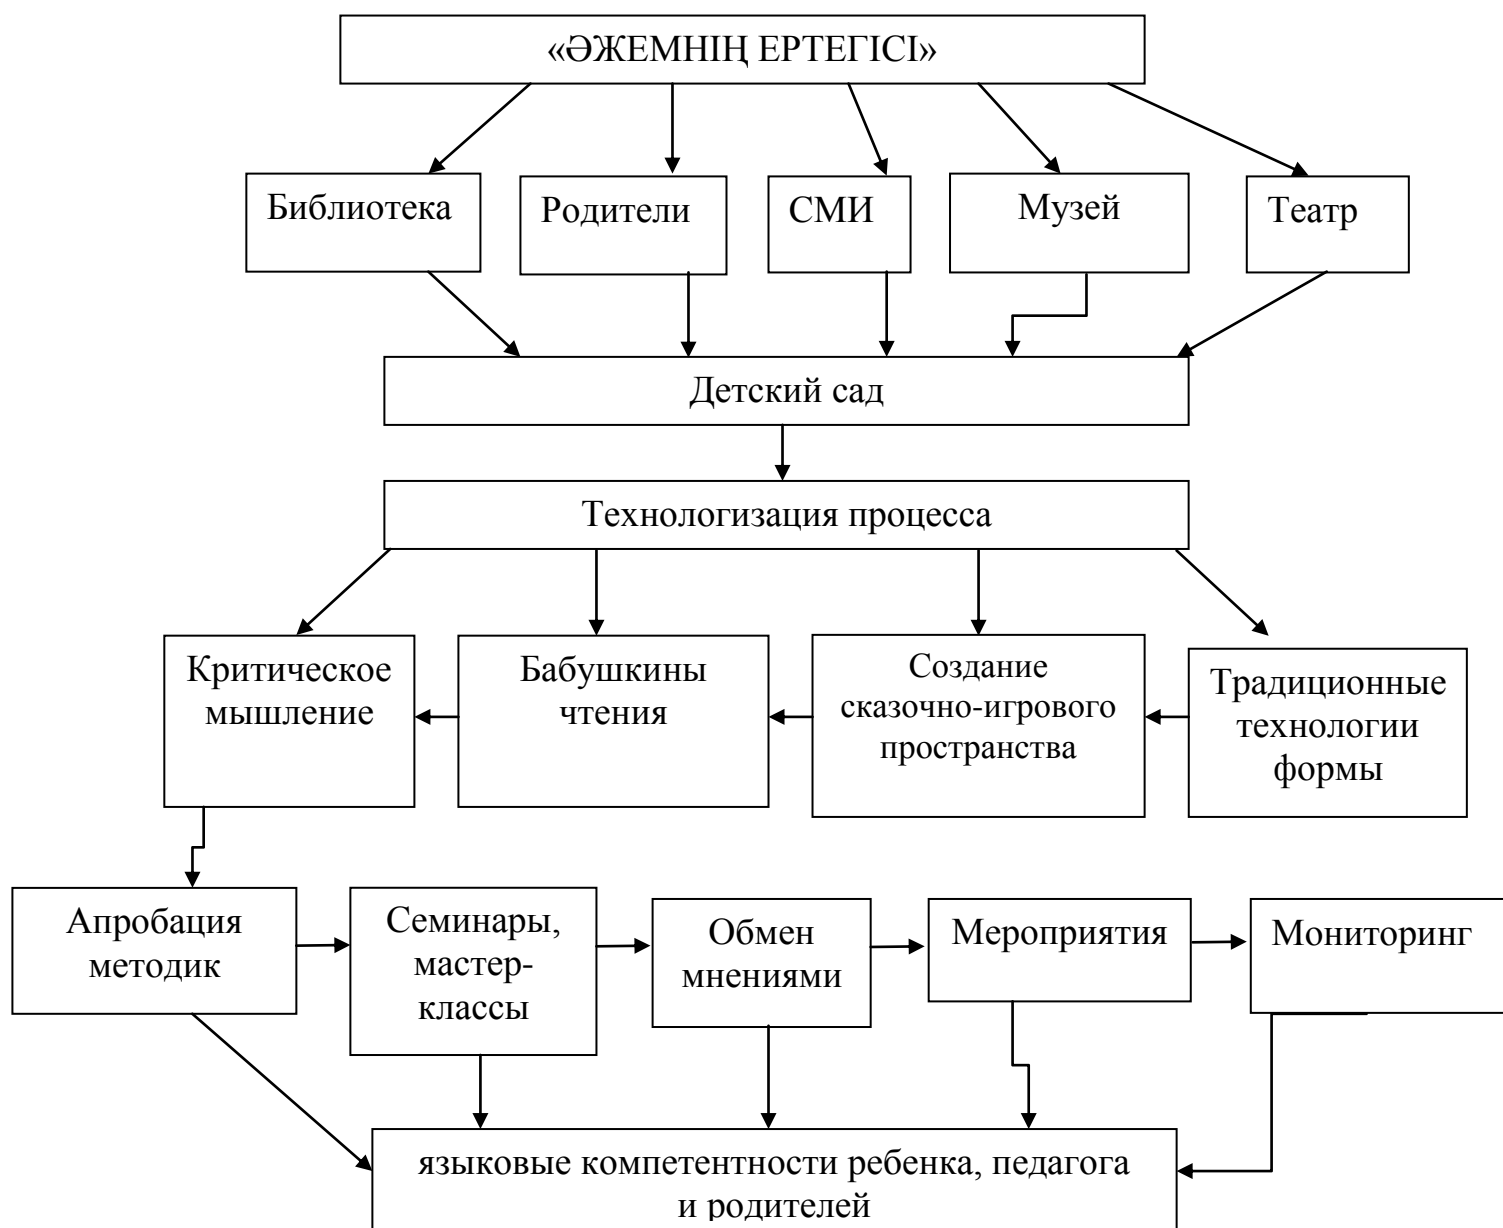 «ӘЖЕМНІҢ ЕРТЕГІСІ»
Библиотека
Родители
СМИ
Музей
Театр
Детский сад
Технологизация процесса
Критическое
мышление
Бабушкины
чтения
Создание
сказочно-игрового
пространства
Традиционные
технологии
формы
Апробация
методик
Семинары,
мастер-
классы
Обмен
мнениями
Мероприятия
Мониторинг
языковые компетентности ребенка, педагога
и родителей